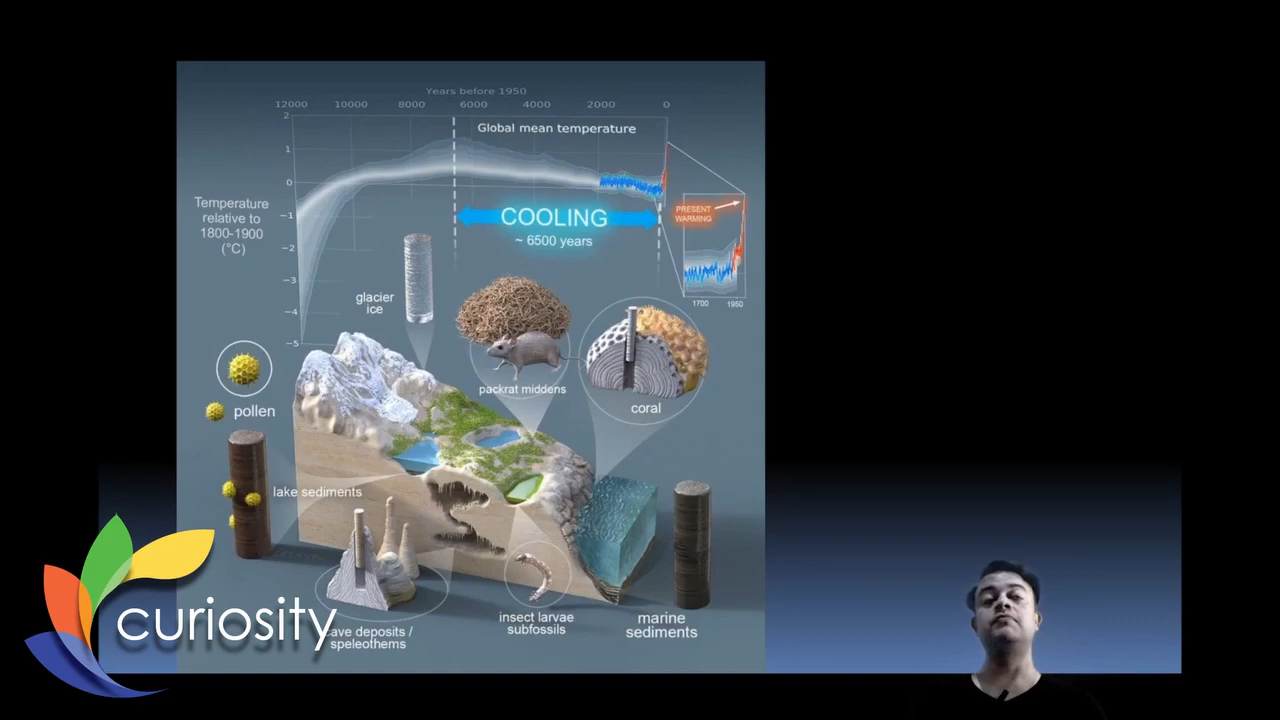 Years before 1950
12000 10000 8000 6000 4000 2000 0
2
1
0
−1
−2
−3
−4
−5
Global mean temperature
Temperature
relative to
1800-1900
(°C)
COOLING
~ 6500 years
PRESENT
WARMING
1700 1950
glacier
ice
packrat middens
coral
pollen
lake sediments
curiosity
ave deposits /
speleothems
insect larvae
subfossils
marine
sediments